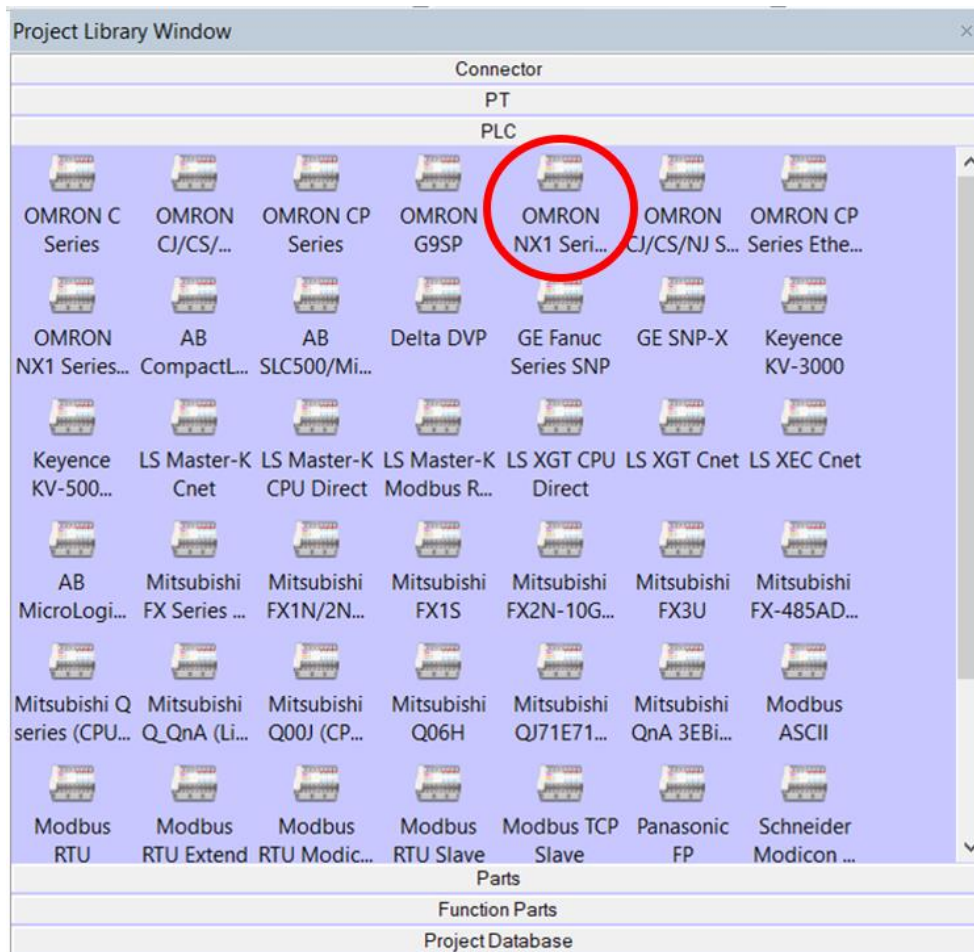 Project Library Window
Connector
PT
PLC
OMRON C
Series
OMRON
CJ/CS/...
OMRON CP
Series
OMRON
G9SP
OMRON
NX1 Seri...
OMRON
CJ/CS/NJ S...
OMRON CP
Series Ethe...
OMRON
NX1 Series...
AB
CompactL...
AB
SLC500/Mi...
Delta DVP
GE Fanuc
Series SNP
GE SNP-X
Keyence
KV-3000
Keyence
KV-500...
LS Master-K
Cnet
LS Master-K
CPU Direct
LS Master-K
Modbus R...
LS XGT CPU
Direct
LS XGT Cnet
LS XEC Cnet
AB
MicroLogi...
Mitsubishi
FX Series ...
Mitsubishi
FX1N/2N...
Mitsubishi
FX1S
Mitsubishi
FX2N-10G...
Mitsubishi
FX3U
Mitsubishi
FX-485AD...
Mitsubishi Q
series (CPU...
Mitsubishi
Q_QnA (Li...
Mitsubishi
Q00J (CP...
Mitsubishi
Q06H
Mitsubishi
QJ71E71...
Mitsubishi
QnA 3EBi...
Modbus
ASCII
Modbus
RTU
Modbus
RTU Extend
Modbus
RTU Modic...
Modbus
RTU Slave
Modbus TCP
Slave
Panasonic
FP
Schneider
Modicon ...
Parts
Function Parts
Project Database